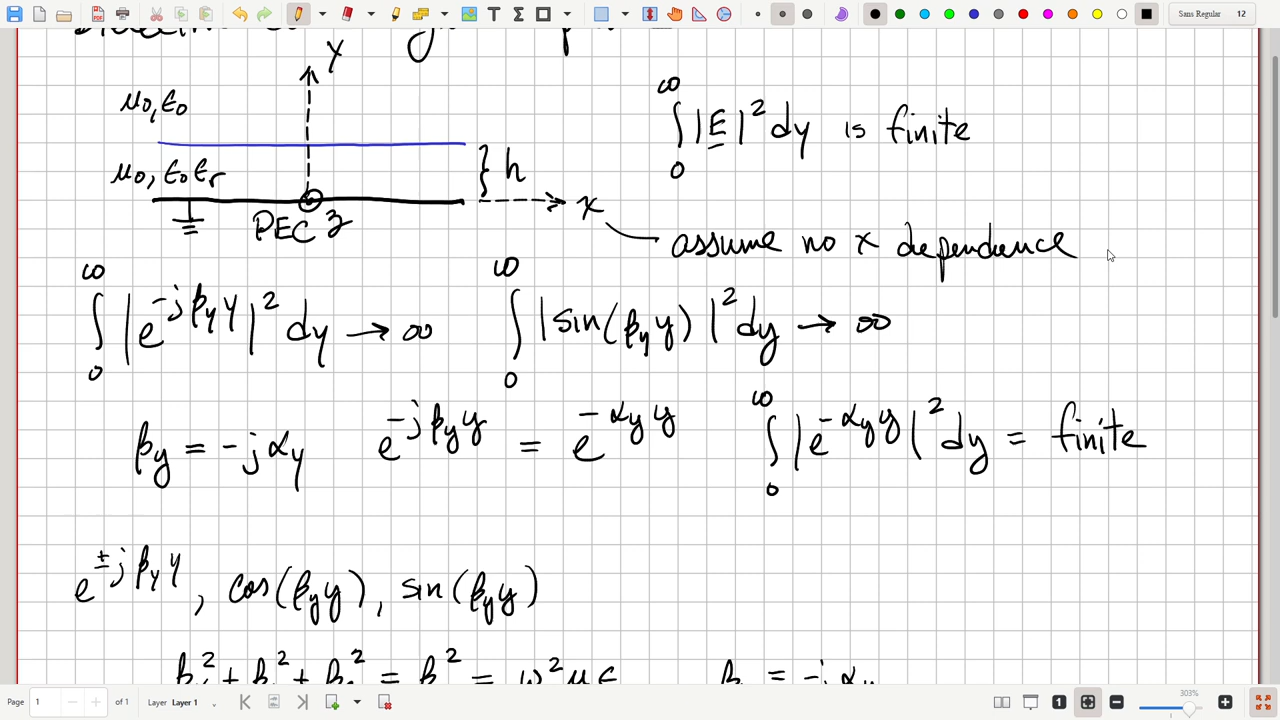 Sans Regular 12
y
μ0, ε0
∞ ∫ 0 |E|² dy is finite
μ0, ε0 εr } h
PEC z x
assume no x dependence
∞ ∫ 0 |e^{-jβy y}|² dy → ∞ ∞ ∫ 0 |sin(βy y)|² dy → ∞
βy = -jαy e^{-jβy y} = e^{-αy y} ∞ ∫ 0 |e^{-αy y}|² dy = finite
e^{±jβy y}, cos(βy y), sin(βy y)
Page 1 of 1 Layer Layer 1 303%